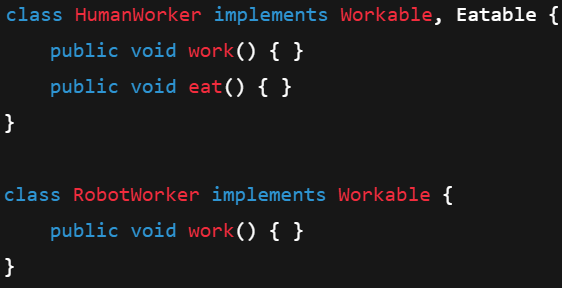 class HumanWorker implements Workable, Eatable {
    public void work() { }
    public void eat() { }
}

class RobotWorker implements Workable {
    public void work() { }
}